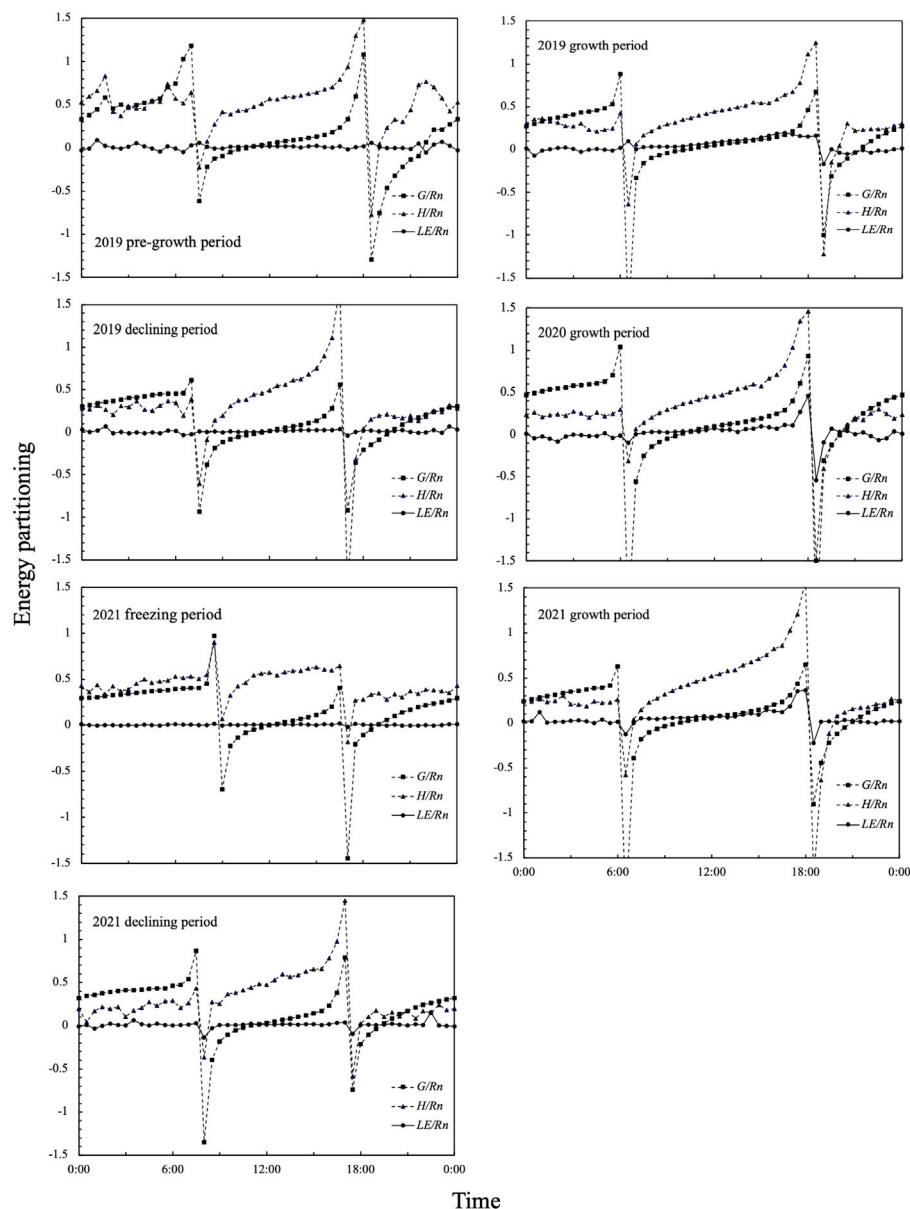 Energy partitioning
1.5
1
0.5
0
-0.5
-1
-1.5
2019 pre-growth period
G/Rn
H/Rn
LE/Rn
1.5
1
0.5
0
-0.5
-1
-1.5
2019 growth period
G/Rn
H/Rn
LE/Rn
1.5
1
0.5
0
-0.5
-1
-1.5
2019 declining period
G/Rn
H/Rn
LE/Rn
1.5
1
0.5
0
-0.5
-1
-1.5
2020 growth period
G/Rn
H/Rn
LE/Rn
1.5
1
0.5
0
-0.5
-1
-1.5
2021 freezing period
G/Rn
H/Rn
LE/Rn
1.5
1
0.5
0
-0.5
-1
-1.5
2021 growth period
G/Rn
H/Rn
LE/Rn
0:00 6:00 12:00 18:00 0:00
1.5
1
0.5
0
-0.5
-1
-1.5
2021 declining period
G/Rn
H/Rn
LE/Rn
0:00 6:00 12:00 18:00 0:00
Time